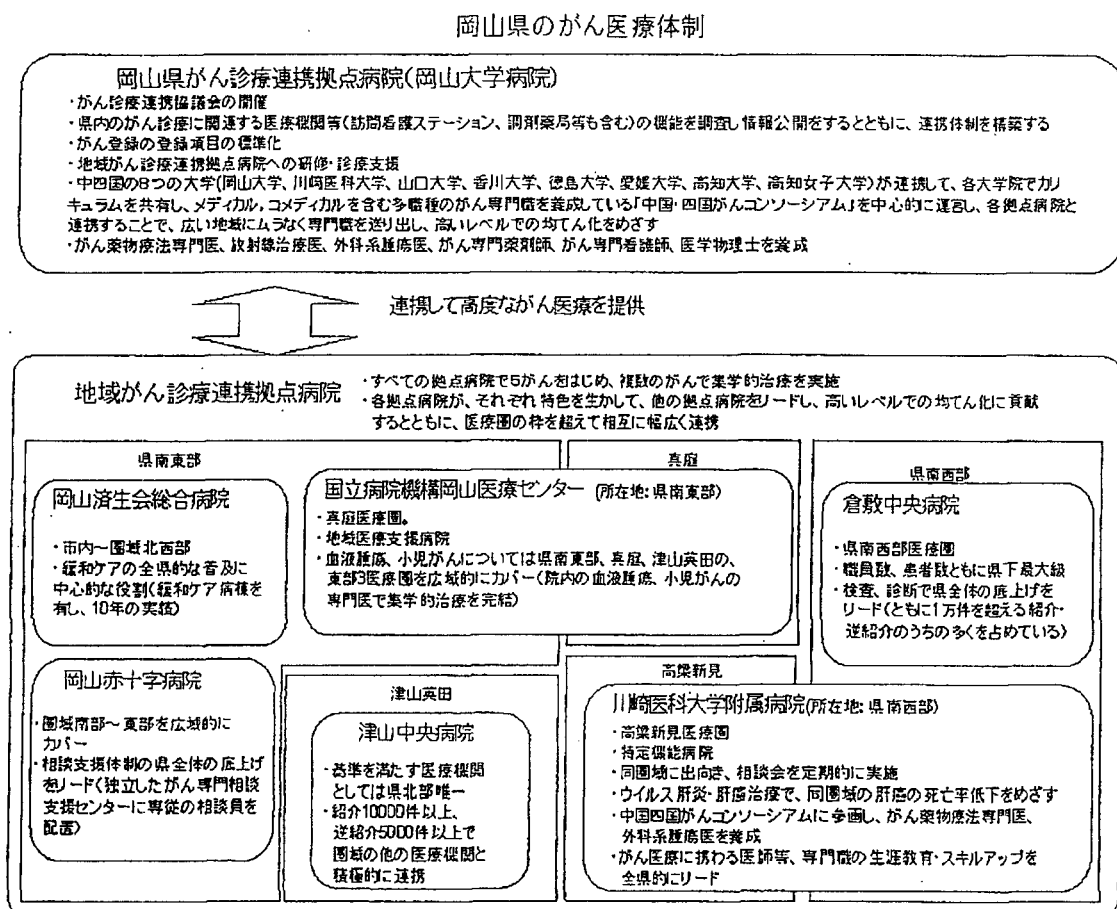 岡山県のがん医療体制
岡山県がん診療連携拠点病院(岡山大学病院)
・がん診療連携協議会の開催
・県内のがん診療に関連する医療機関等(訪問看護ステーション、調剤薬局等も含む)の機能を調査し情報公開をするとともに、連携体制を構築する
・がん登録の登録項目の標準化
・地域がん診療連携拠点病院への研修・診療支援
・中四国の8つの大学(岡山大学、川崎医科大学、山口大学、香川大学、徳島大学、愛媛大学、高知大学、高知女子大学)が連携して、各大学院でカリ
キュラムを共有し、メディカル，コメディカルを含む多職種のがん専門職を養成している「中国・四国がんコンソーシアム」を中心的に運営し、各拠点病院と
連携することで、広い地域にムラなく専門職を送り出し、高いレベルでの均てん化をめざす
・がん薬物療法専門医、放射線治療医、外科系腫瘍医、がん専門薬剤師、がん専門看護師、医学物理士を養成
連携して高度ながん医療を提供
地域がん診療連携拠点病院
・すべての拠点病院で5がんをはじめ、複数のがんで集学的治療を実施
・各拠点病院が、それぞれ特色を生かして、他の拠点病院をリードし、高いレベルでの均てん化に貢献
するとともに、医療圏の枠を超えて相互に幅広く連携
県南東部
岡山済生会総合病院
・市内～圏域北西部
・緩和ケアの全県的な普及に
中心的な役割(緩和ケア病棟を
有し、10年の実績)
岡山赤十字病院
・圏域南部～東部を広域的に
カバー
・相談支援体制の県全体の底上げ
をリード(独立したがん専門相談
支援センターに専従の相談員を
配置)
真庭
国立病院機構岡山医療センター (所在地：県南東部)
・真庭医療圏。
・地域医療支援病院
・血液腫瘍、小児がんについては県南東部、真庭、津山英田の、
東部3医療圏を広域的にカバー(院内の血液腫瘍、小児がんの
専門医で集学的治療を完結)
津山英田
津山中央病院
・基準を満たす医療機関
としては県北部唯一
・紹介10000件以上、
逆紹介5000件以上で
圏域の他の医療機関と
積極的に連携
県南西部
倉敷中央病院
・県南西部医療圏
・職員数、患者数ともに県下最大級
・検査、診断で県全体の底上げを
リード(ともに1万件を超える紹介・
逆紹介のうちの多くを占めている)
高梁新見
川崎医科大学附属病院(所在地：県南西部)
・高梁新見医療圏
・特定機能病院
・同圏域に出向き、相談会を定期的に実施
・ウイルス肝炎・肝癌治療で、同圏域の肝癌の死亡率低下をめざす
・中国四国がんコンソーシアムに参画し、がん薬物療法専門医、
外科系腫瘍医を養成
・がん医療に携わる医師等、専門職の生涯教育・スキルアップを
全県的にリード